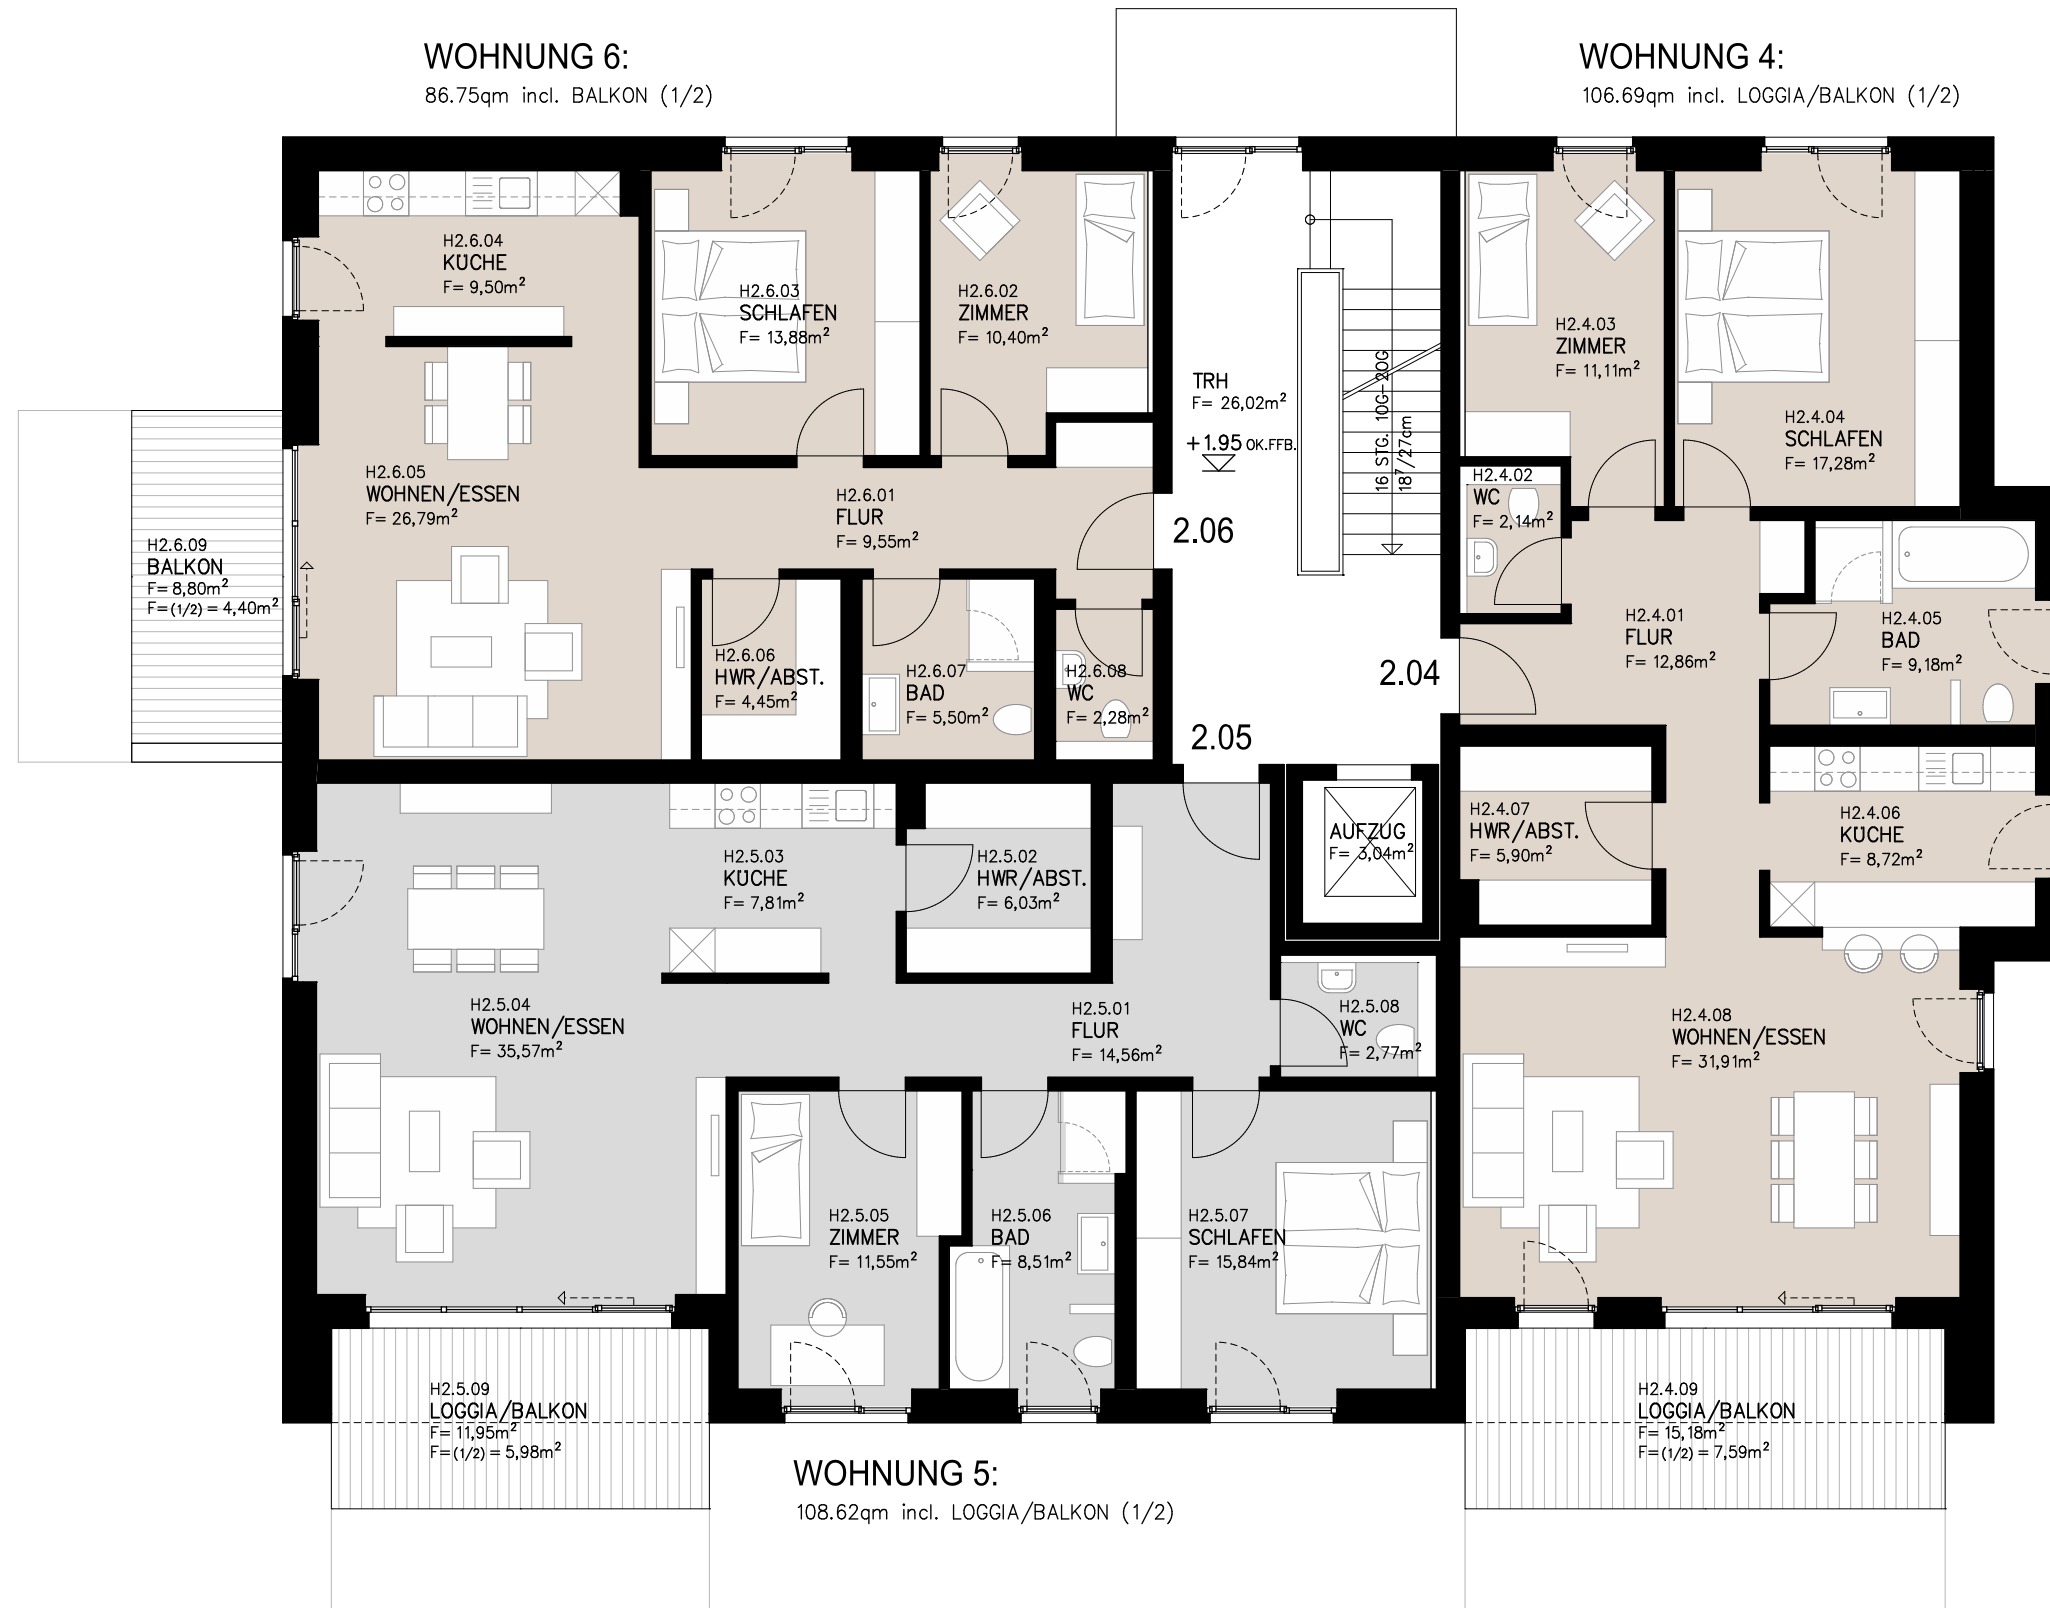 WOHNUNG 6:
86.75qm incl. BALKON (1/2)
WOHNUNG 4:
106.69qm incl. LOGGIA/BALKON (1/2)
H2.6.04
KÜCHE
F= 9,50m²
H2.6.03
SCHLAFEN
F= 13,88m²
H2.6.02
ZIMMER
F= 10,40m²
TRH
F= 26,02m²
+1.95 OK.FFB.
16 STG. 1OG-2OG
18⁷/27cm
H2.4.03
ZIMMER
F= 11,11m²
H2.4.04
SCHLAFEN
F= 17,28m²
H2.4.02
WC
F= 2,14m²
H2.6.05
WOHNEN/ESSEN
F= 26,79m²
H2.6.01
FLUR
F= 9,55m²
2.06
H2.6.09
BALKON
F= 8,80m²
F=(1/2) = 4,40m²
H2.6.06
HWR/ABST.
F= 4,45m²
H2.6.07
BAD
F= 5,50m²
H2.6.08
WC
F= 2,28m²
2.04
2.05
H2.4.01
FLUR
F= 12,86m²
H2.4.05
BAD
F= 9,18m²
H2.5.03
KÜCHE
F= 7,81m²
H2.5.02
HWR/ABST.
F= 6,03m²
AUFZUG
F= 3,04m²
H2.4.07
HWR/ABST.
F= 5,90m²
H2.4.06
KÜCHE
F= 8,72m²
H2.5.04
WOHNEN/ESSEN
F= 35,57m²
H2.5.01
FLUR
F= 14,56m²
H2.5.08
WC
F= 2,77m²
H2.4.08
WOHNEN/ESSEN
F= 31,91m²
H2.5.05
ZIMMER
F= 11,55m²
H2.5.06
BAD
F= 8,51m²
H2.5.07
SCHLAFEN
F= 15,84m²
H2.5.09
LOGGIA/BALKON
F= 11,95m²
F=(1/2) = 5,98m²
H2.4.09
LOGGIA/BALKON
F= 15,18m²
F=(1/2) = 7,59m²
WOHNUNG 5:
108.62qm incl. LOGGIA/BALKON (1/2)